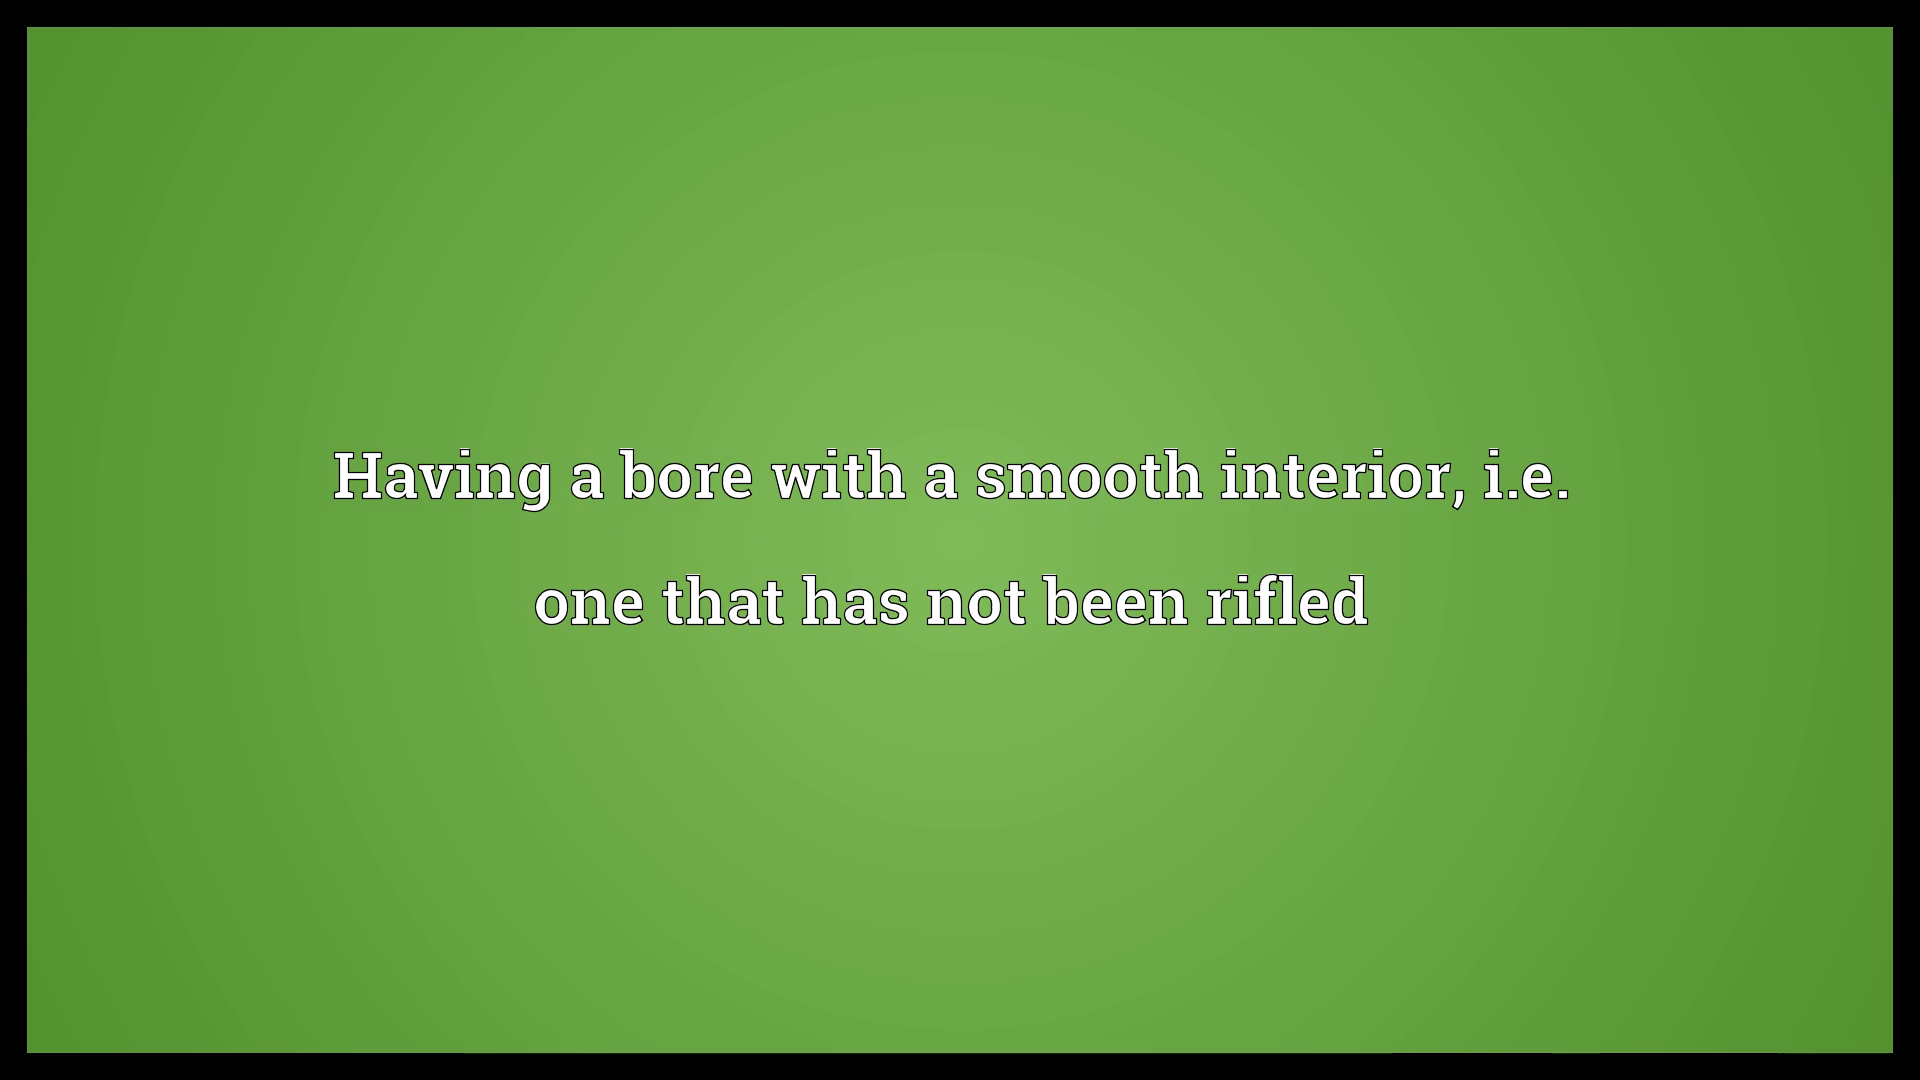 Having a bore with a smooth interior, i.e.
one that has not been rifled